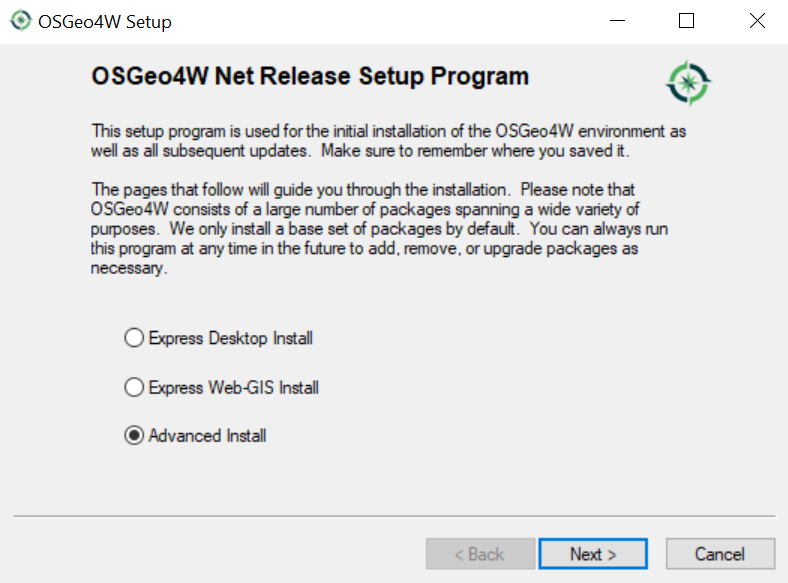 OSGeo4W Setup
OSGeo4W Net Release Setup Program
This setup program is used for the initial installation of the OSGeo4W environment as
well as all subsequent updates.  Make sure to remember where you saved it.
The pages that follow will guide you through the installation.  Please note that
OSGeo4W consists of a large number of packages spanning a wide variety of
purposes.  We only install a base set of packages by default.  You can always run
this program at any time in the future to add, remove, or upgrade packages as
necessary.
Express Desktop Install
Express Web-GIS Install
Advanced Install
< Back
Next >
Cancel